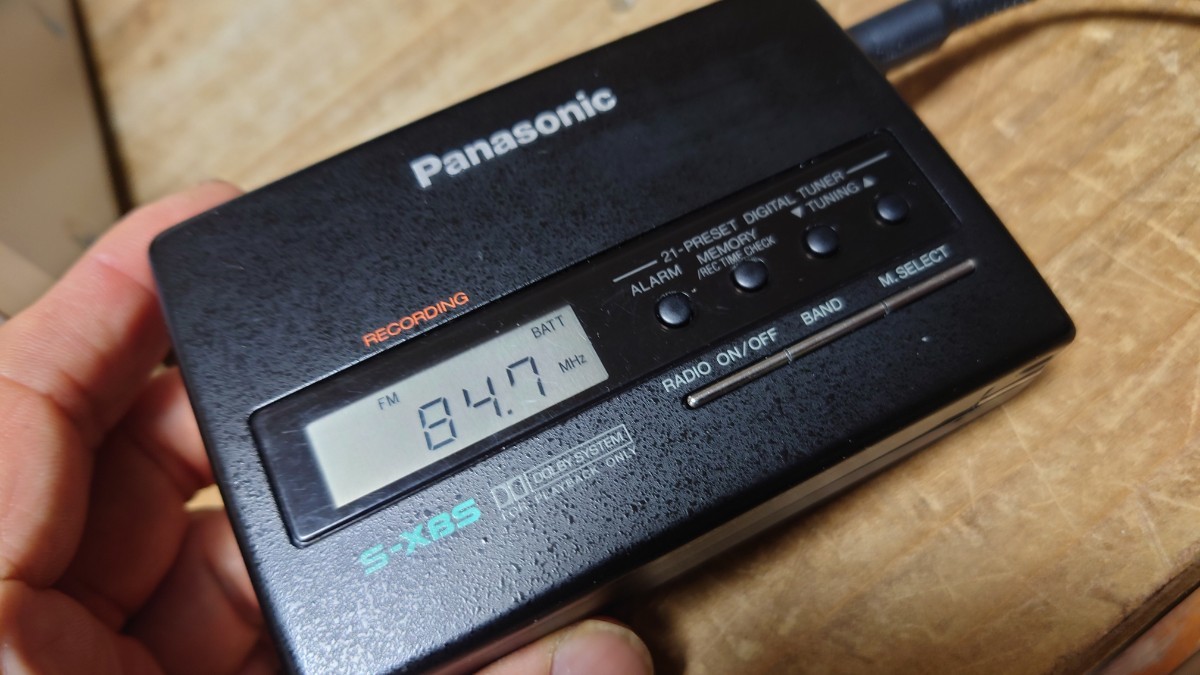 Panasonic
21-PRESET DIGITAL TUNER
ALARM
MEMORY
/REC TIME CHECK
▼TUNING▲
RECORDING
FM
BATT
84.7
MHz
RADIO ON/OFF
BAND
M. SELECT
DOLBY SYSTEM
PLAYBACK ONLY
S-XBS